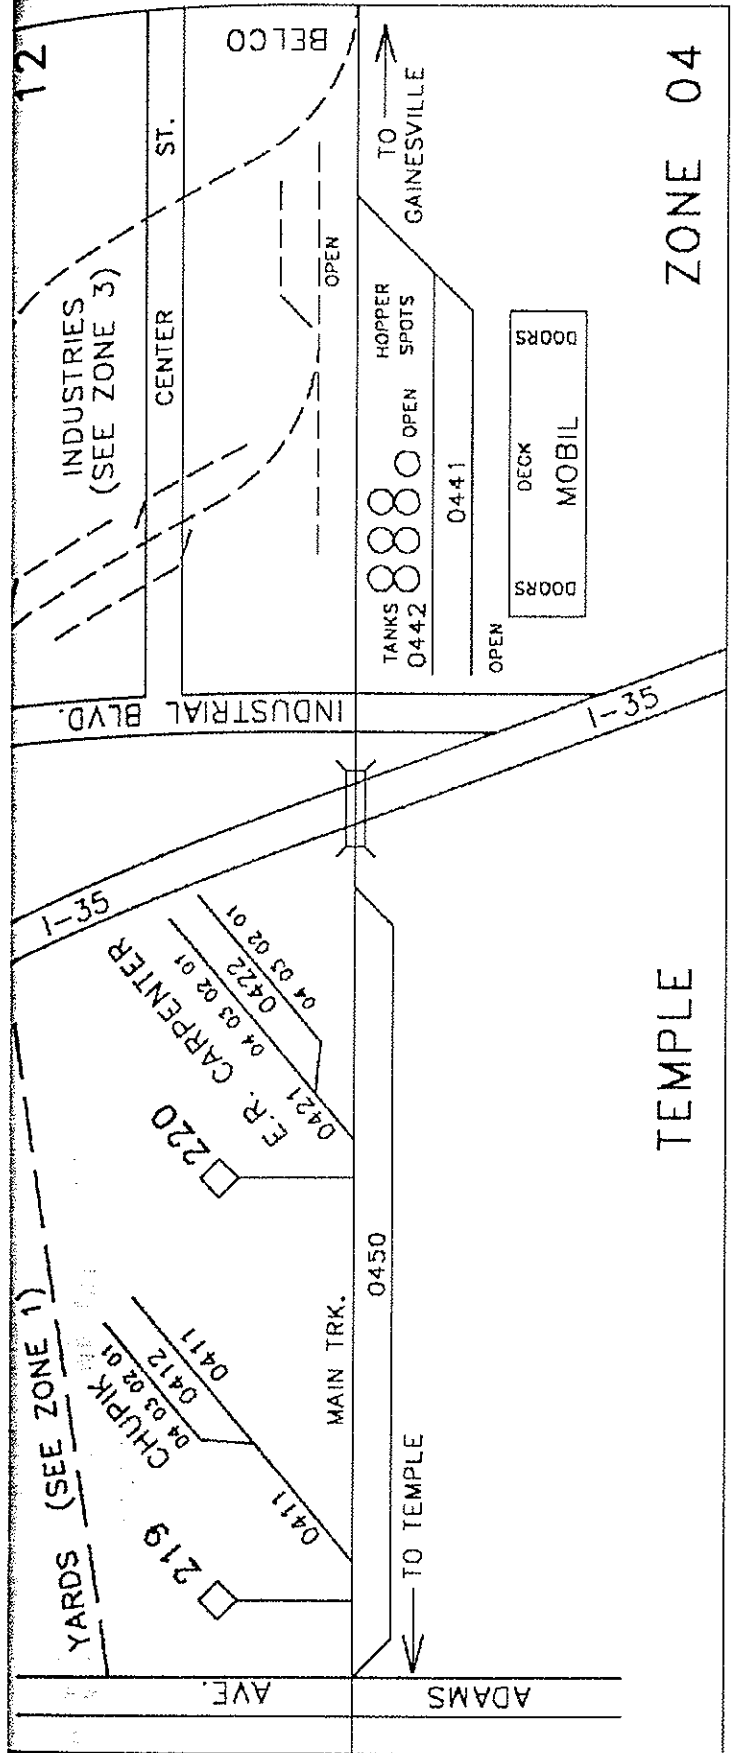 12
YARDS (SEE ZONE 1)
INDUSTRIES
(SEE ZONE 3)
CENTER ST.
BELCO
OPEN
INDUSTRIAL BLVD.
I-35
I-35
219
CHUPIK
04 03 02 01
0412
0411
0411
220
E.R. CARPENTER
04 03 02 01
0421
0422
04 03 02 01
MAIN TRK.
0450
TO TEMPLE
TO
GAINESVILLE
HOPPER
SPOTS
TANKS
OPEN
0442
0441
OPEN
DOORS
DECK
DOORS
MOBIL
ADAMS AVE.
TEMPLE
ZONE 04